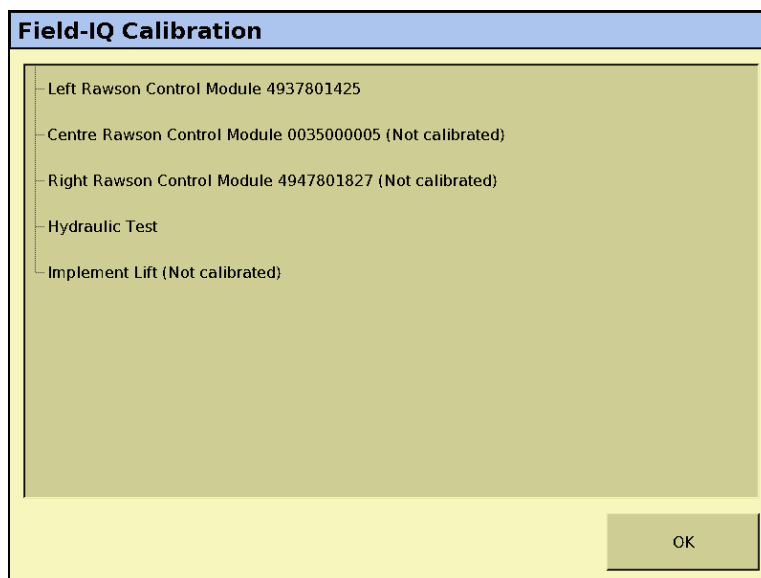 Field-IQ Calibration
Left Rawson Control Module 4937801425
Centre Rawson Control Module 0035000005 (Not calibrated)
Right Rawson Control Module 4947801827 (Not calibrated)
Hydraulic Test
Implement Lift (Not calibrated)
OK